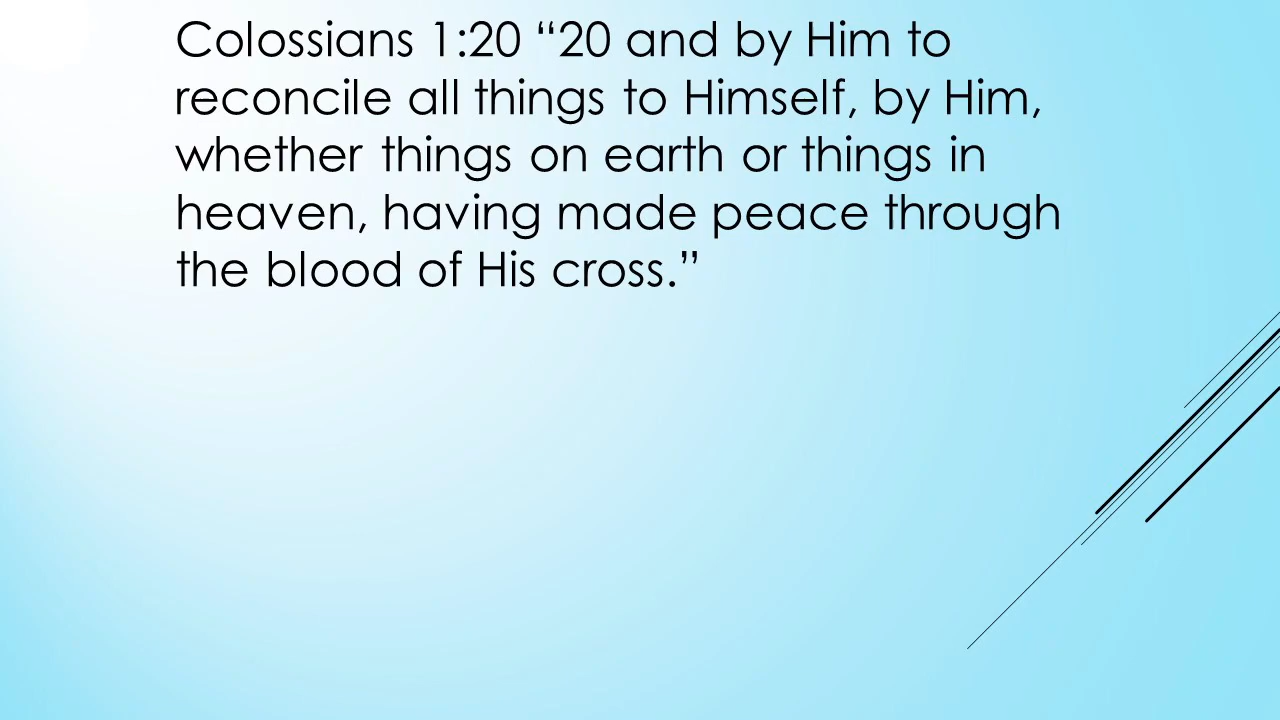 Colossians 1:20 “20 and by Him to
reconcile all things to Himself, by Him,
whether things on earth or things in
heaven, having made peace through
the blood of His cross.”